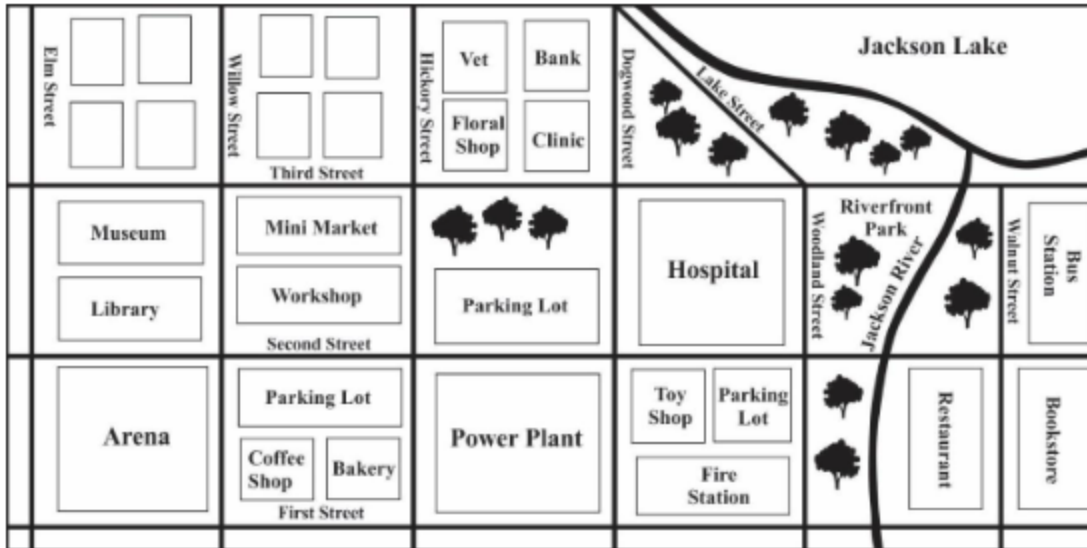 Elm Street
Willow Street
Hickory Street
Vet
Bank
Floral
Shop
Clinic
Dogwood Street
Lake Street
Jackson Lake
Third Street
Museum
Library
Mini Market
Workshop
Second Street
Parking Lot
Hospital
Woodland Street
Riverfront
Park
Jackson River
Walnut Street
Bus
Station
Arena
Parking Lot
Coffee
Shop
Bakery
First Street
Power Plant
Toy
Shop
Parking
Lot
Fire
Station
Restaurant
Bookstore